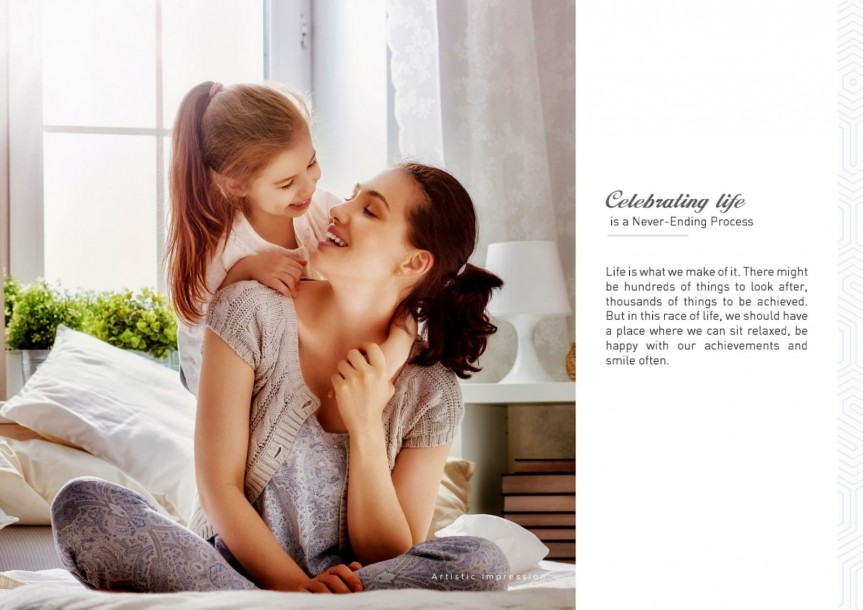 Celebrating life
is a Never-Ending Process
Life is what we make of it. There might
be hundreds of things to look after,
thousands of things to be achieved.
But in this race of life, we should have
a place where we can sit relaxed, be
happy with our achievements and
smile often.
Artistic Impression